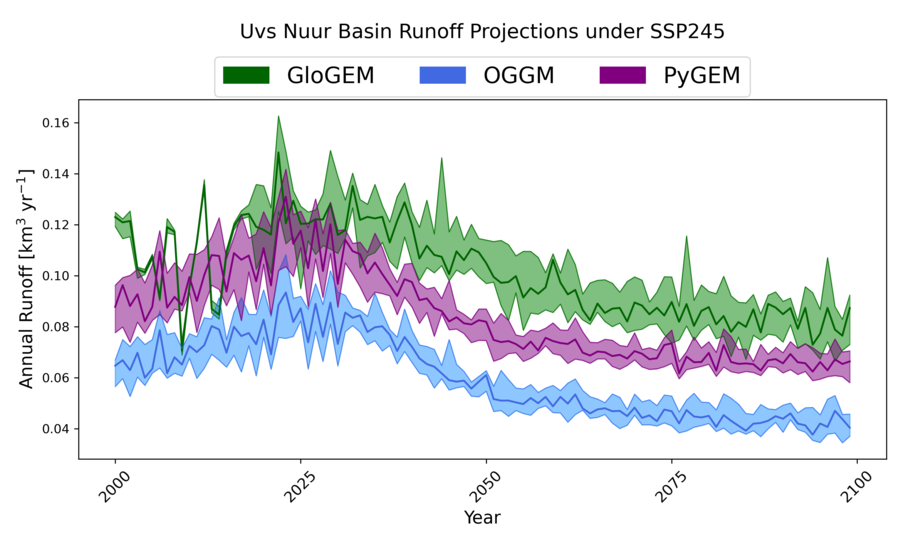 Uvs Nuur Basin Runoff Projections under SSP245
GloGEM OGGM PyGEM
Annual Runoff [km³ yr⁻¹]
0.16
0.14
0.12
0.10
0.08
0.06
0.04
2000 2025 2050 2075 2100
Year